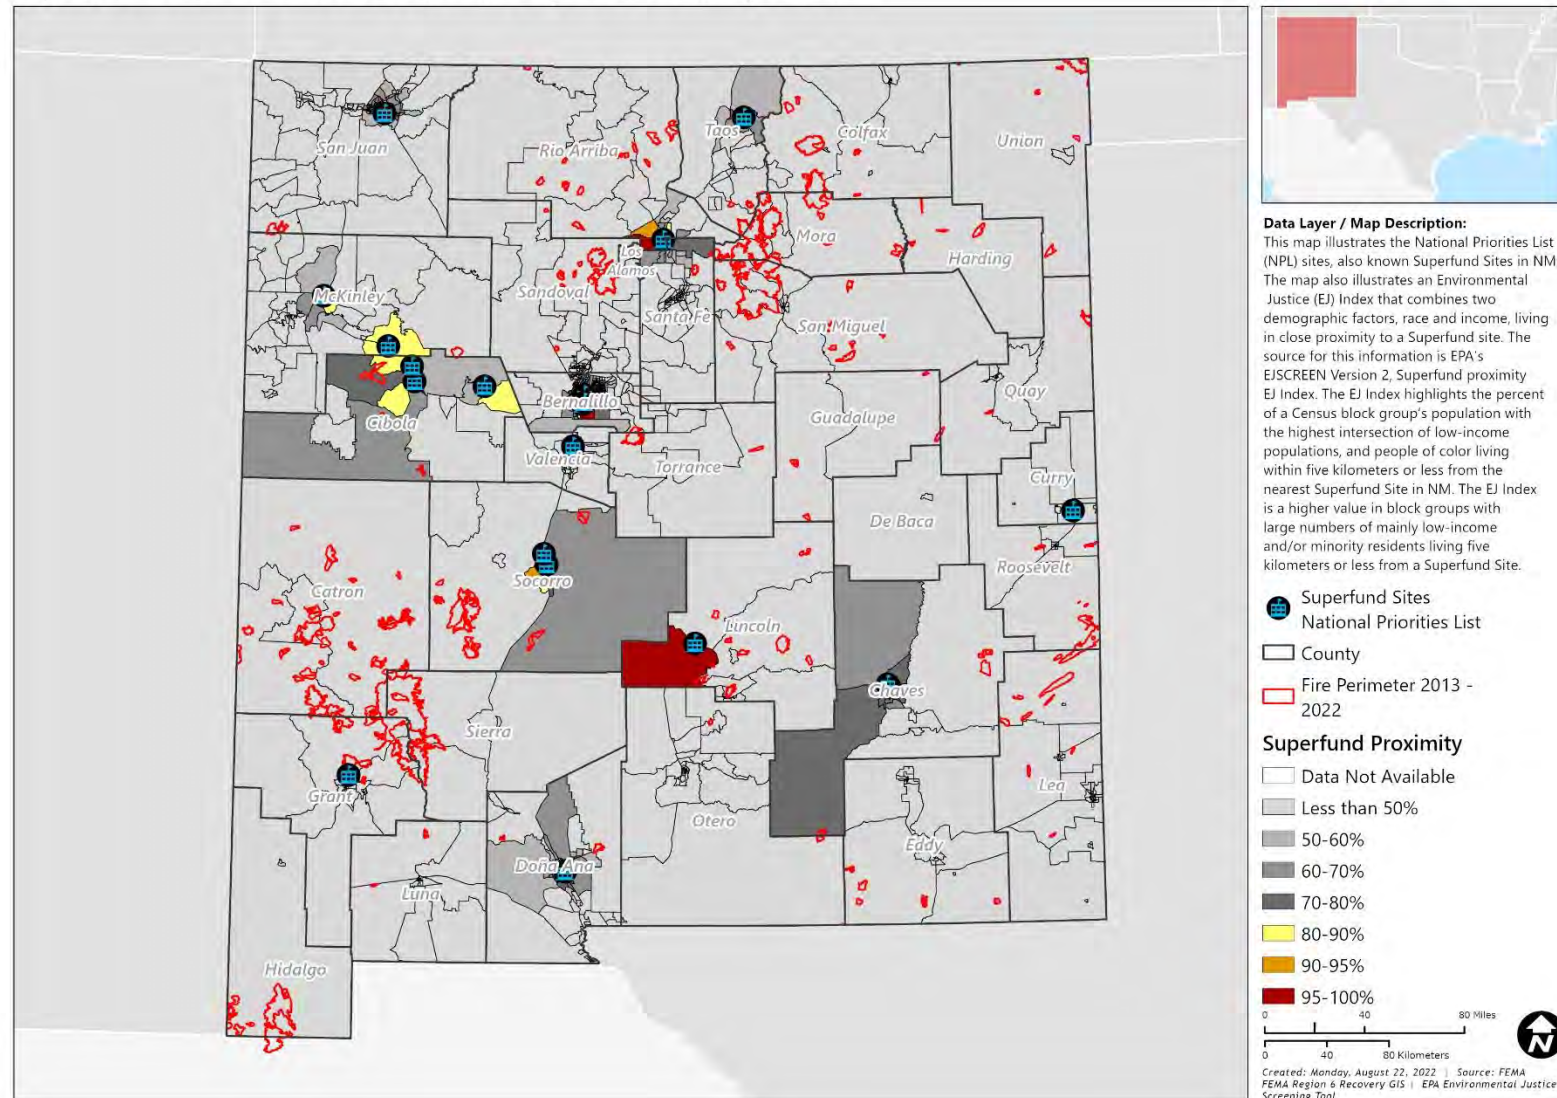 San Juan
Rio Arriba
Taos
Colfax
Union
Mora
Harding
Los
Alamos
McKinley
Sandoval
Santa Fe
San Miguel
Quay
Bernalillo
Guadalupe
Cibola
Valencia
Torrance
Curry
De Baca
Roosevelt
Socorro
Catron
Lincoln
Chaves
Sierra
Grant
Otero
Lea
Eddy
Doña Ana
Luna
Hidalgo
Data Layer / Map Description:
This map illustrates the National Priorities List
(NPL) sites, also known Superfund Sites in NM
The map also illustrates an Environmental
Justice (EJ) Index that combines two
demographic factors, race and income, living
in close proximity to a Superfund site. The
source for this information is EPA's
EJSCREEN Version 2, Superfund proximity
EJ Index. The EJ Index highlights the percent
of a Census block group's population with
the highest intersection of low-income
populations, and people of color living
within five kilometers or less from the
nearest Superfund Site in NM. The EJ Index
is a higher value in block groups with
large numbers of mainly low-income
and/or minority residents living five
kilometers or less from a Superfund Site.
Superfund Sites
National Priorities List
County
Fire Perimeter 2013 -
2022
Superfund Proximity
Data Not Available
Less than 50%
50-60%
60-70%
70-80%
80-90%
90-95%
95-100%
0 40 80 Miles
0 40 80 Kilometers
N
Created: Monday, August 22, 2022 | Source: FEMA
FEMA Region 6 Recovery GIS | EPA Environmental Justice
Screening Tool